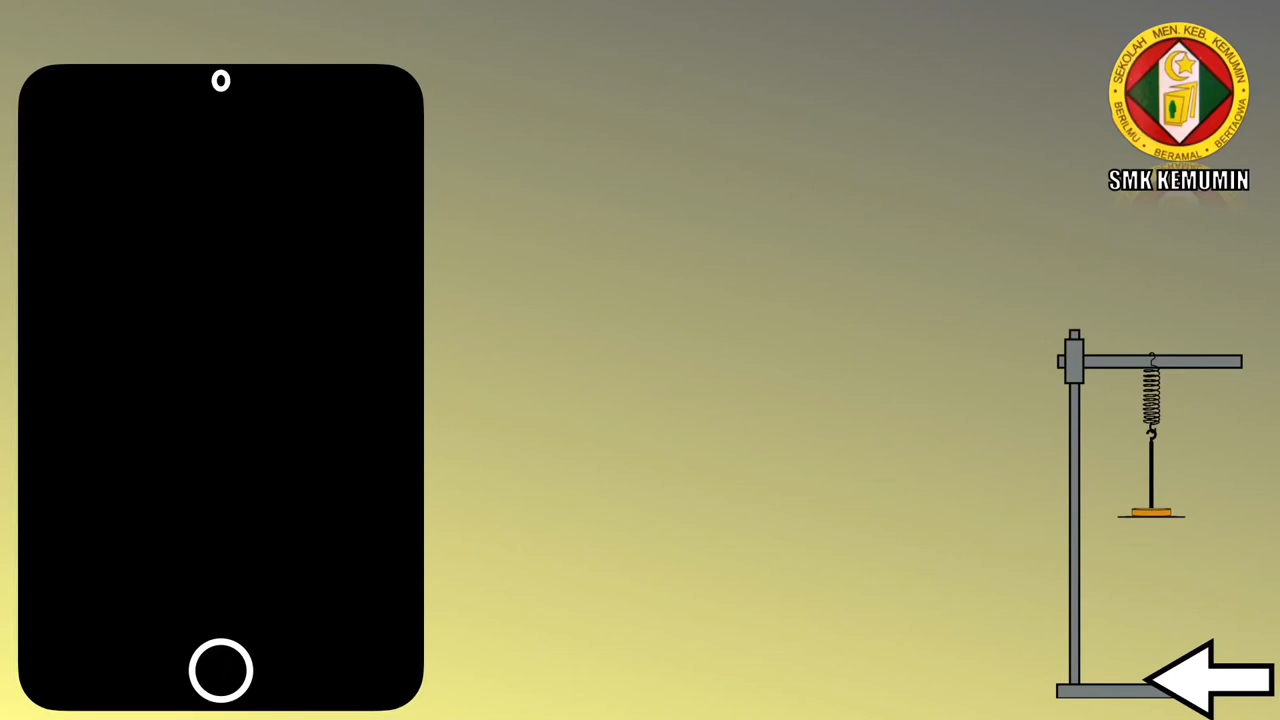 SEKOLAH MEN. KEB. KEMUMIN
BERILMU • BERAMAL • BERTAQWA
SMK KEMUMIN